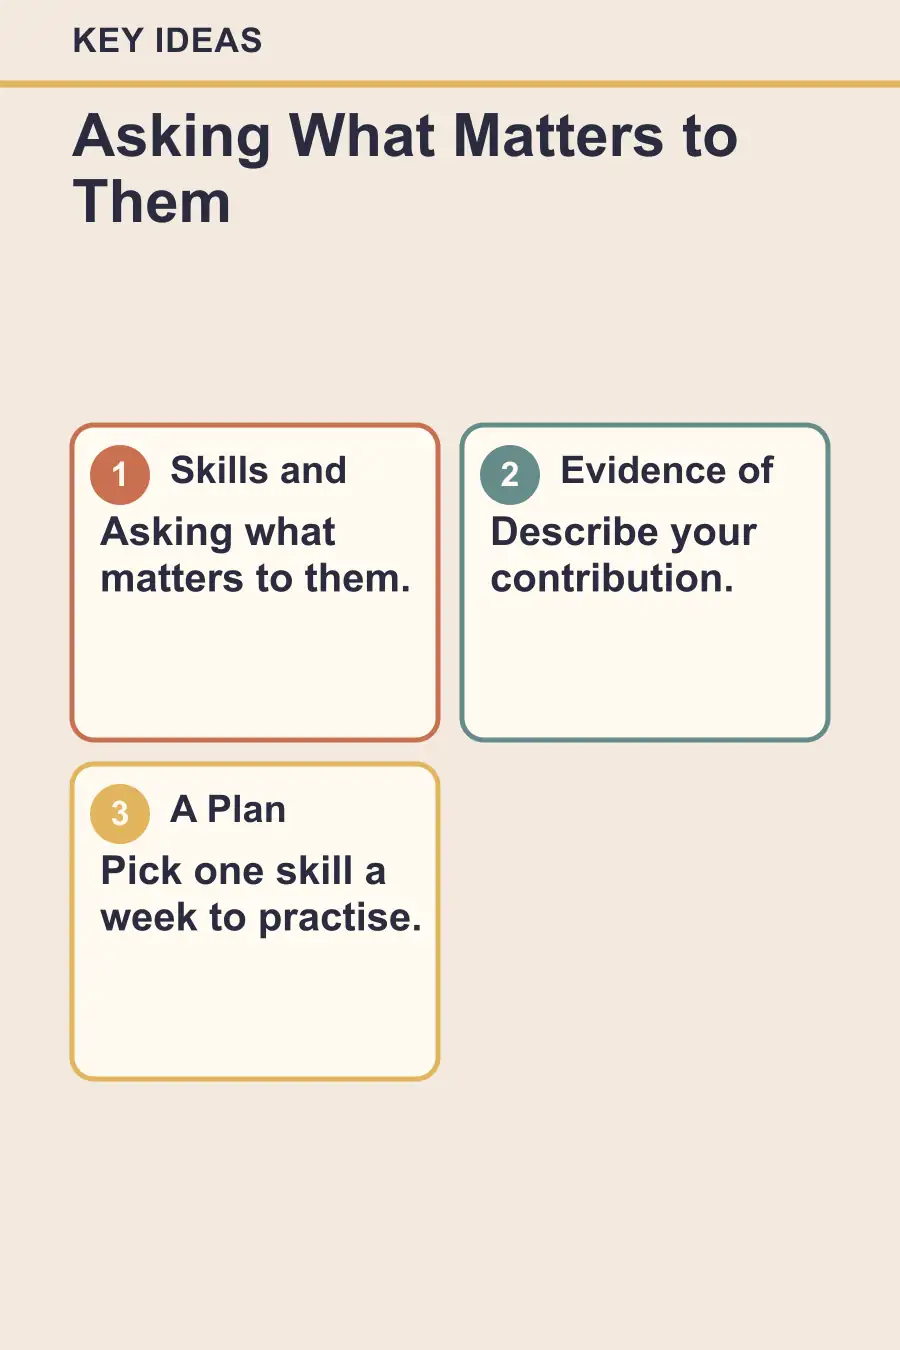 KEY IDEAS
Asking What Matters to
Them
1
Skills and
Asking what
matters to them.
2
Evidence of
Describe your
contribution.
3
A Plan
Pick one skill a
week to practise.